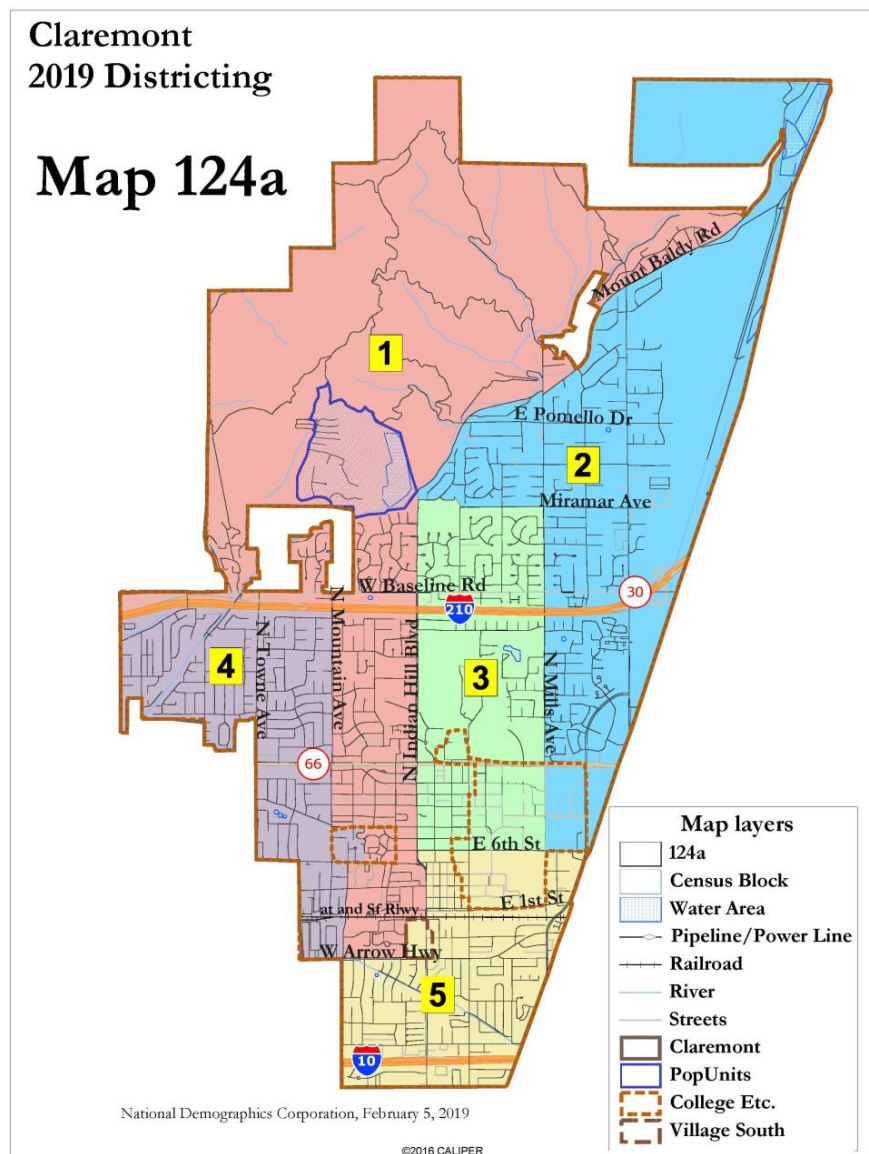 Claremont
2019 Districting
Map 124a
Mount Baldy Rd
1
E Pomello Dr
2
Miramar Ave
W Baseline Rd
30
210
N Towne Ave
N Mountain Ave
N Indian Hill Blvd
N Mills Ave
4
3
66
E 6th St
E 1st St
at and Sf Rlwy
W Arrow Hwy
5
10
Map layers
124a
Census Block
Water Area
Pipeline/Power Line
Railroad
River
Streets
Claremont
PopUnits
College Etc.
Village South
National Demographics Corporation, February 5, 2019
©2016 CALIPER